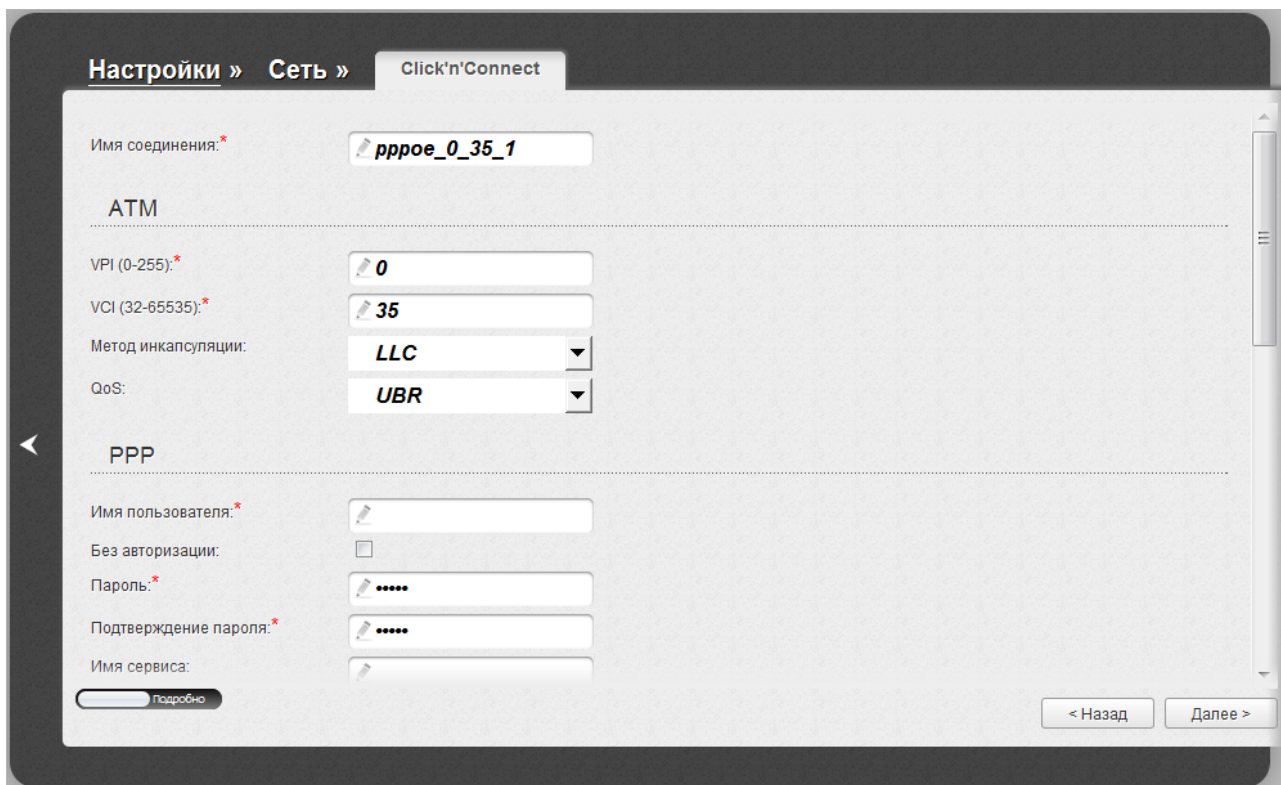 Настройки » Сеть » Click'n'Connect
Имя соединения:* pppoe_0_35_1
ATM
VPI (0-255):* 0
VCI (32-65535):* 35
Метод инкапсуляции: LLC
QoS: UBR
PPP
Имя пользователя:*
Без авторизации:
Пароль:* •••••
Подтверждение пароля:* •••••
Имя сервиса:
Подробно
< Назад Далее >